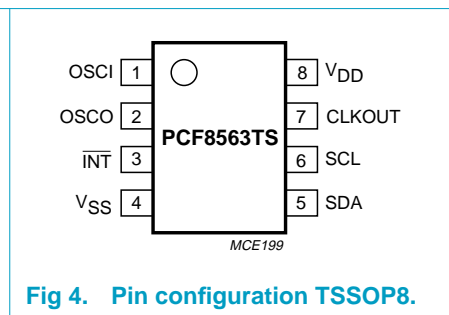 OSCI 1 8 VDD
OSCO 2 7 CLKOUT
PCF8563TS
INT 3 6 SCL
VSS 4 5 SDA
MCE199
Fig 4. Pin configuration TSSOP8.